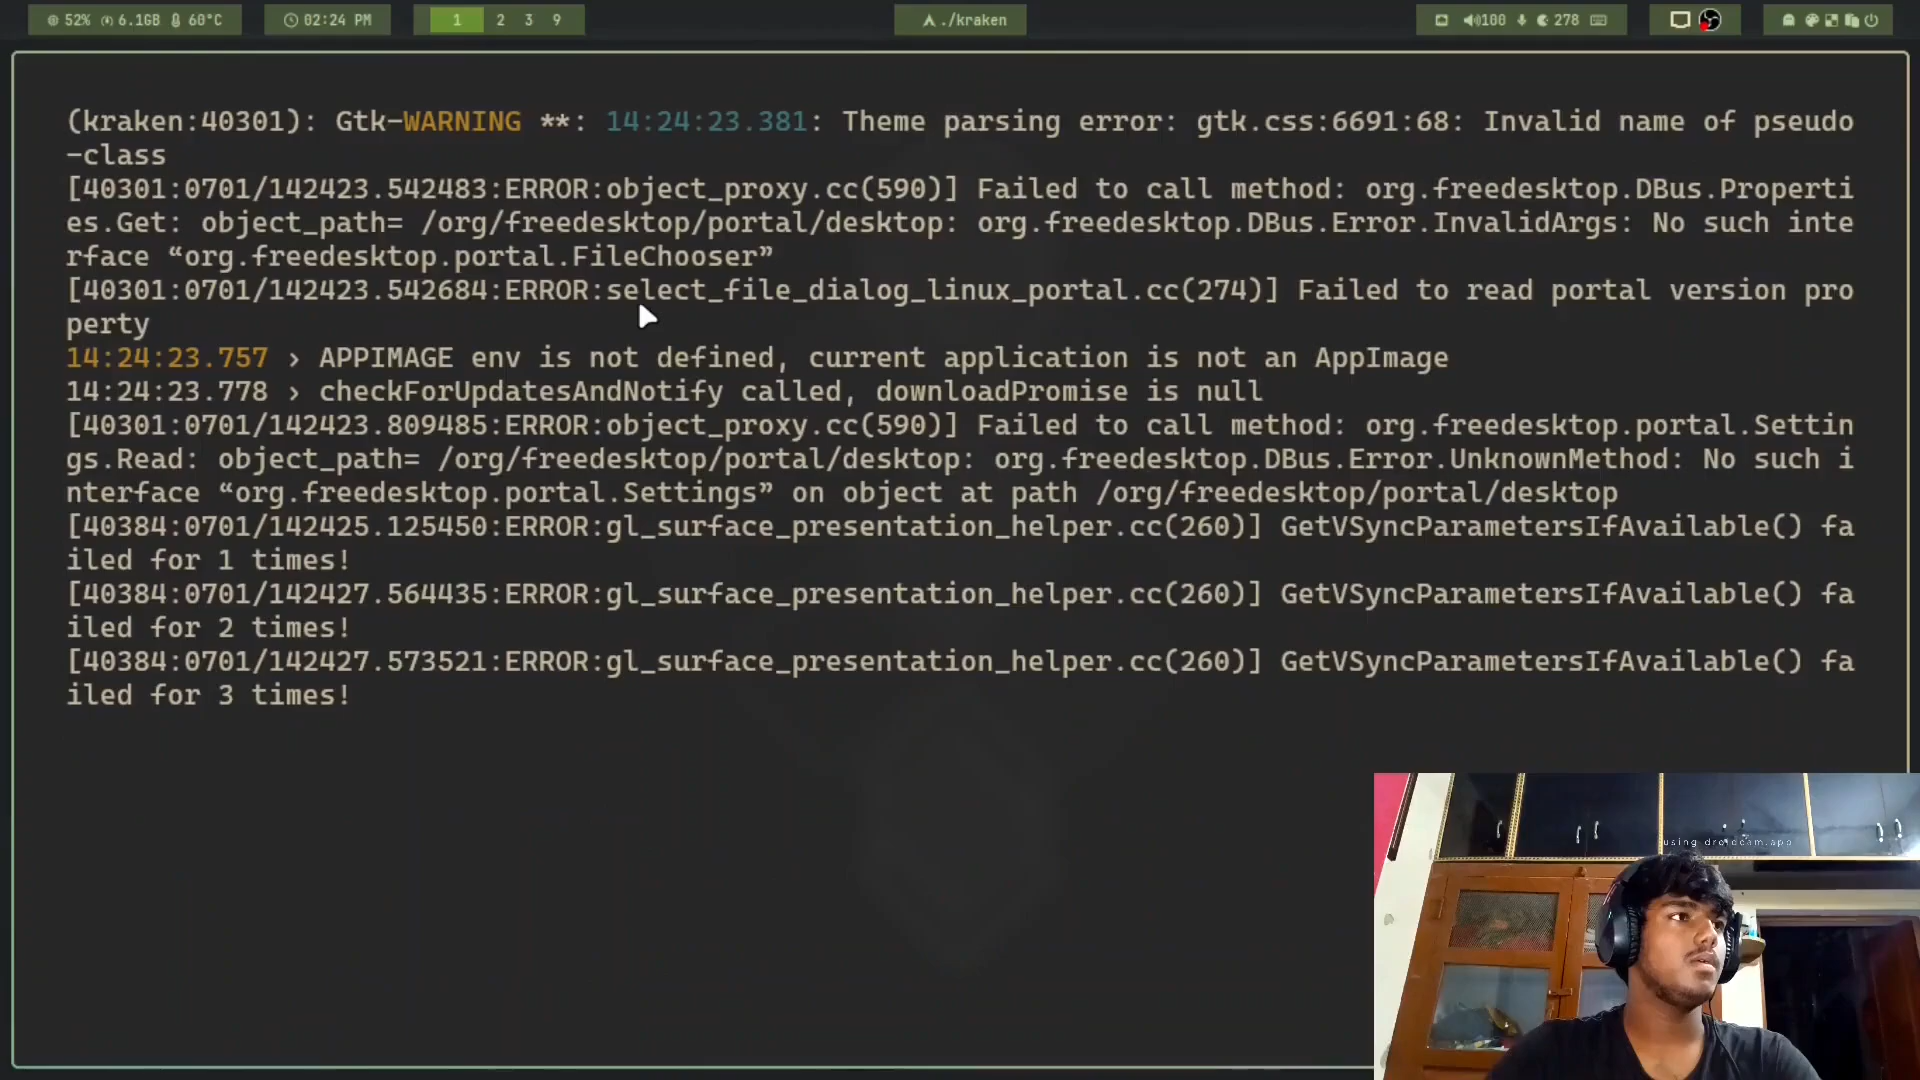 52% 6.1GB 60°C
02:24 PM
1 2 3 9
./kraken
100 278
(kraken:40301): Gtk-WARNING **: 14:24:23.381: Theme parsing error: gtk.css:6691:68: Invalid name of pseudo
-class
[40301:0701/142423.542483:ERROR:object_proxy.cc(590)] Failed to call method: org.freedesktop.DBus.Properti
es.Get: object_path= /org/freedesktop/portal/desktop: org.freedesktop.DBus.Error.InvalidArgs: No such inte
rface “org.freedesktop.portal.FileChooser”
[40301:0701/142423.542684:ERROR:select_file_dialog_linux_portal.cc(274)] Failed to read portal version pro
perty
14:24:23.757 › APPIMAGE env is not defined, current application is not an AppImage
14:24:23.778 › checkForUpdatesAndNotify called, downloadPromise is null
[40301:0701/142423.809485:ERROR:object_proxy.cc(590)] Failed to call method: org.freedesktop.portal.Settin
gs.Read: object_path= /org/freedesktop/portal/desktop: org.freedesktop.DBus.Error.UnknownMethod: No such i
nterface “org.freedesktop.portal.Settings” on object at path /org/freedesktop/portal/desktop
[40384:0701/142425.125450:ERROR:gl_surface_presentation_helper.cc(260)] GetVSyncParametersIfAvailable() fa
iled for 1 times!
[40384:0701/142427.564435:ERROR:gl_surface_presentation_helper.cc(260)] GetVSyncParametersIfAvailable() fa
iled for 2 times!
[40384:0701/142427.573521:ERROR:gl_surface_presentation_helper.cc(260)] GetVSyncParametersIfAvailable() fa
iled for 3 times!
using droidcam.app